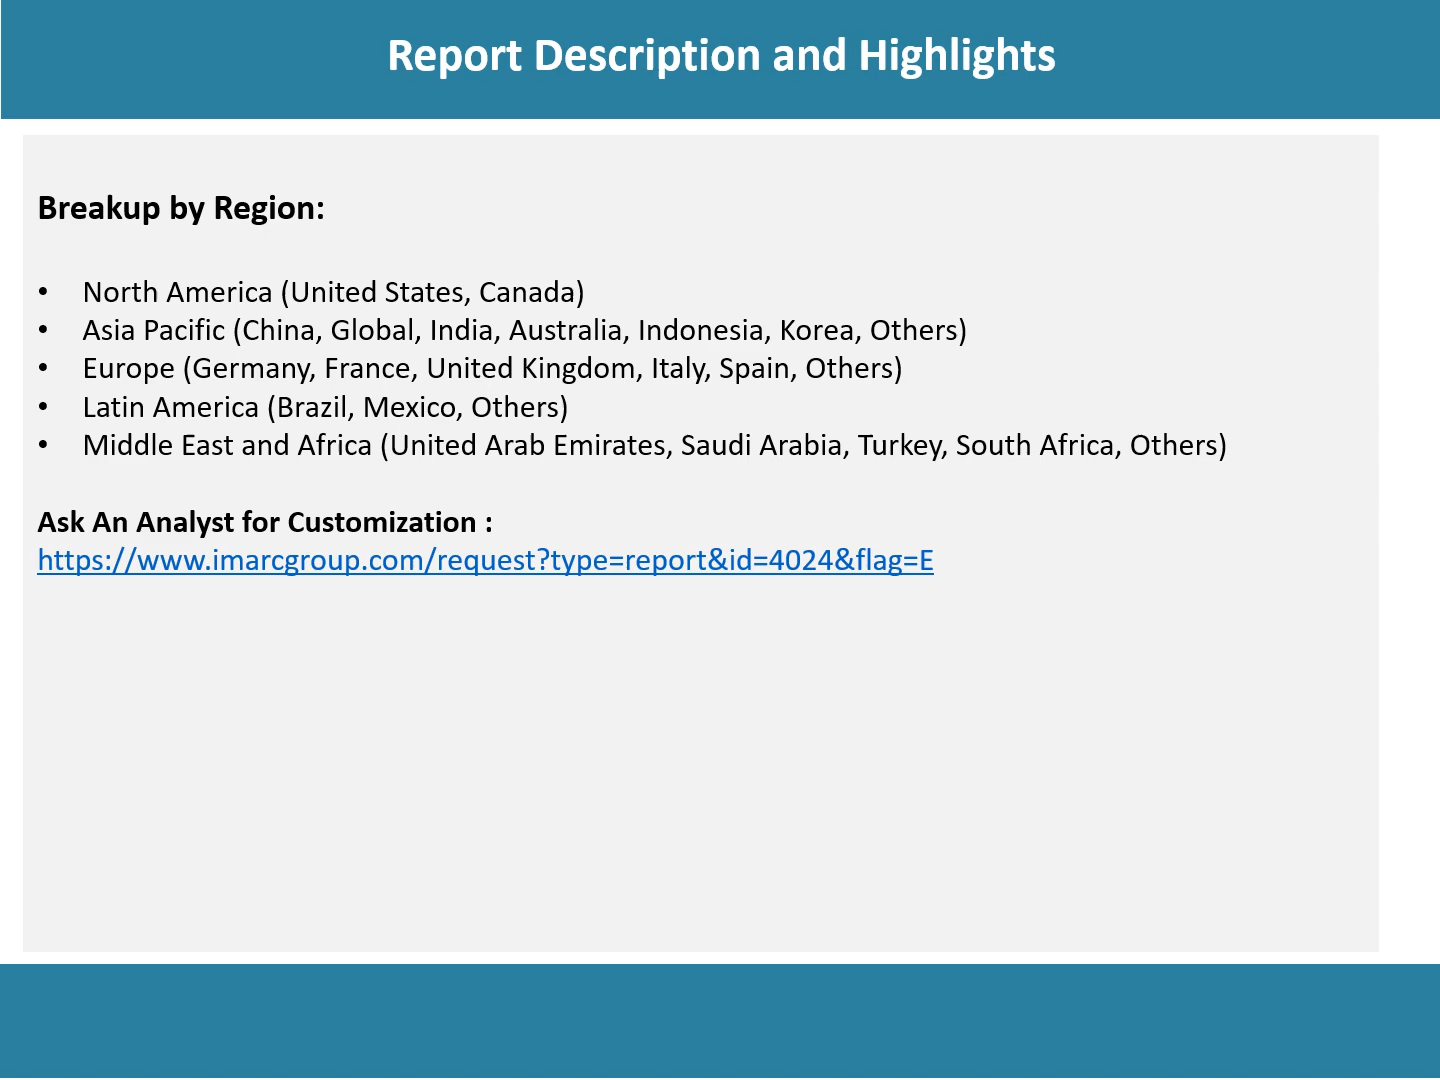 Report Description and Highlights
Breakup by Region:
• North America (United States, Canada)
• Asia Pacific (China, Global, India, Australia, Indonesia, Korea, Others)
• Europe (Germany, France, United Kingdom, Italy, Spain, Others)
• Latin America (Brazil, Mexico, Others)
• Middle East and Africa (United Arab Emirates, Saudi Arabia, Turkey, South Africa, Others)
Ask An Analyst for Customization :
https://www.imarcgroup.com/request?type=report&id=4024&flag=E